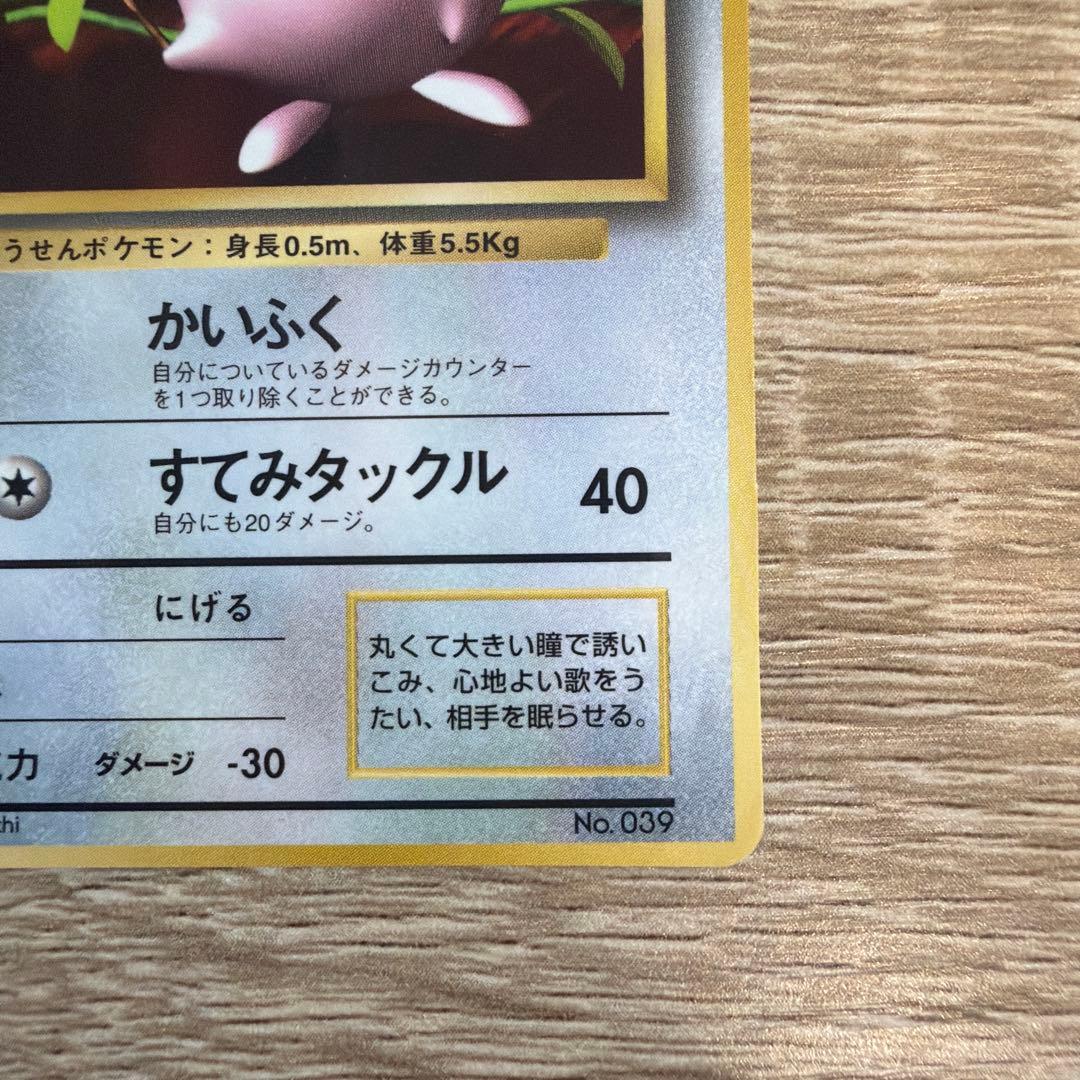 うせんポケモン：身長0.5m、体重5.5Kg
かいふく
自分についているダメージカウンター
を1つ取り除くことができる。
すてみタックル 40
自分にも20ダメージ。
にげる
丸くて大きい瞳で誘い
こみ、心地よい歌をう
たい、相手を眠らせる。
力 ダメージ -30
hi No. 039